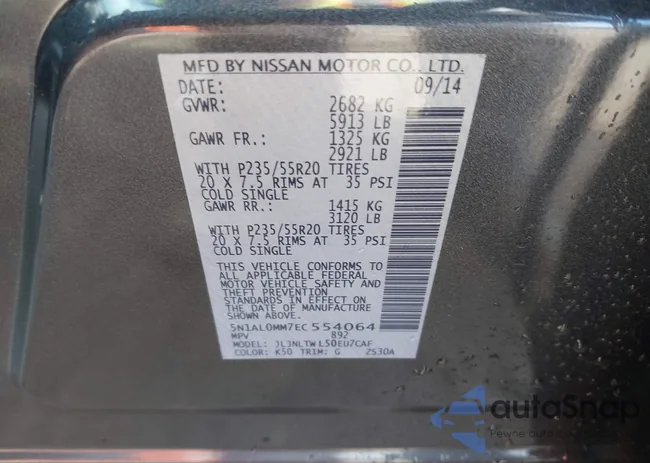 MFD BY NISSAN MOTOR CO., LTD.
DATE: 09/14
GVWR: 2682 KG
5913 LB
GAWR FR.: 1325 KG
2921 LB
WITH P235/55R20 TIRES
20 X 7.5 RIMS AT 35 PSI
COLD SINGLE
GAWR RR.: 1415 KG
3120 LB
WITH P235/55R20 TIRES
20 X 7.5 RIMS AT 35 PSI
COLD SINGLE
THIS VEHICLE CONFORMS TO
ALL APPLICABLE FEDERAL
MOTOR VEHICLE SAFETY AND
THEFT PREVENTION
STANDARDS IN EFFECT ON
THE DATE OF MANUFACTURE
5N1AL0MM7EC554064
MPV 892
MODEL: JLJNLTWL50EU7CAF
COLOR: K50 TRIM: G ZS30A
autoSnap
Pewne auto z